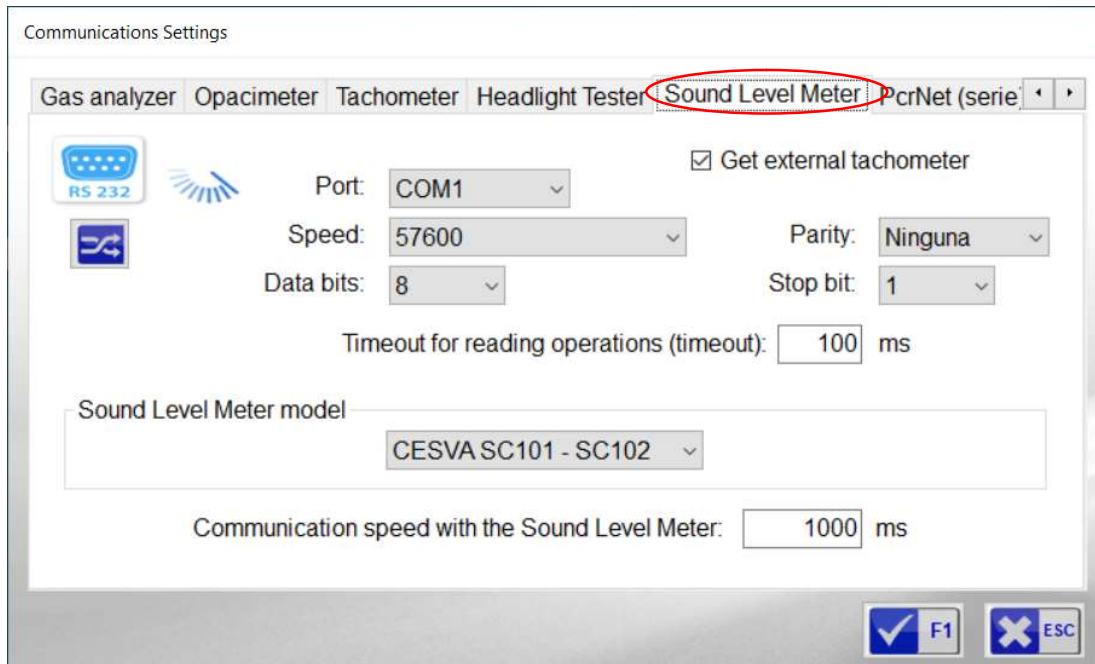 Communications Settings
Gas analyzer Opacimeter Tachometer Headlight Tester Sound Level Meter PcrNet (serie)
RS 232
Get external tachometer
Port: COM1
Speed: 57600 Parity: Ninguna
Data bits: 8 Stop bit: 1
Timeout for reading operations (timeout): 100 ms
Sound Level Meter model
CESVA SC101 - SC102
Communication speed with the Sound Level Meter: 1000 ms
F1 ESC